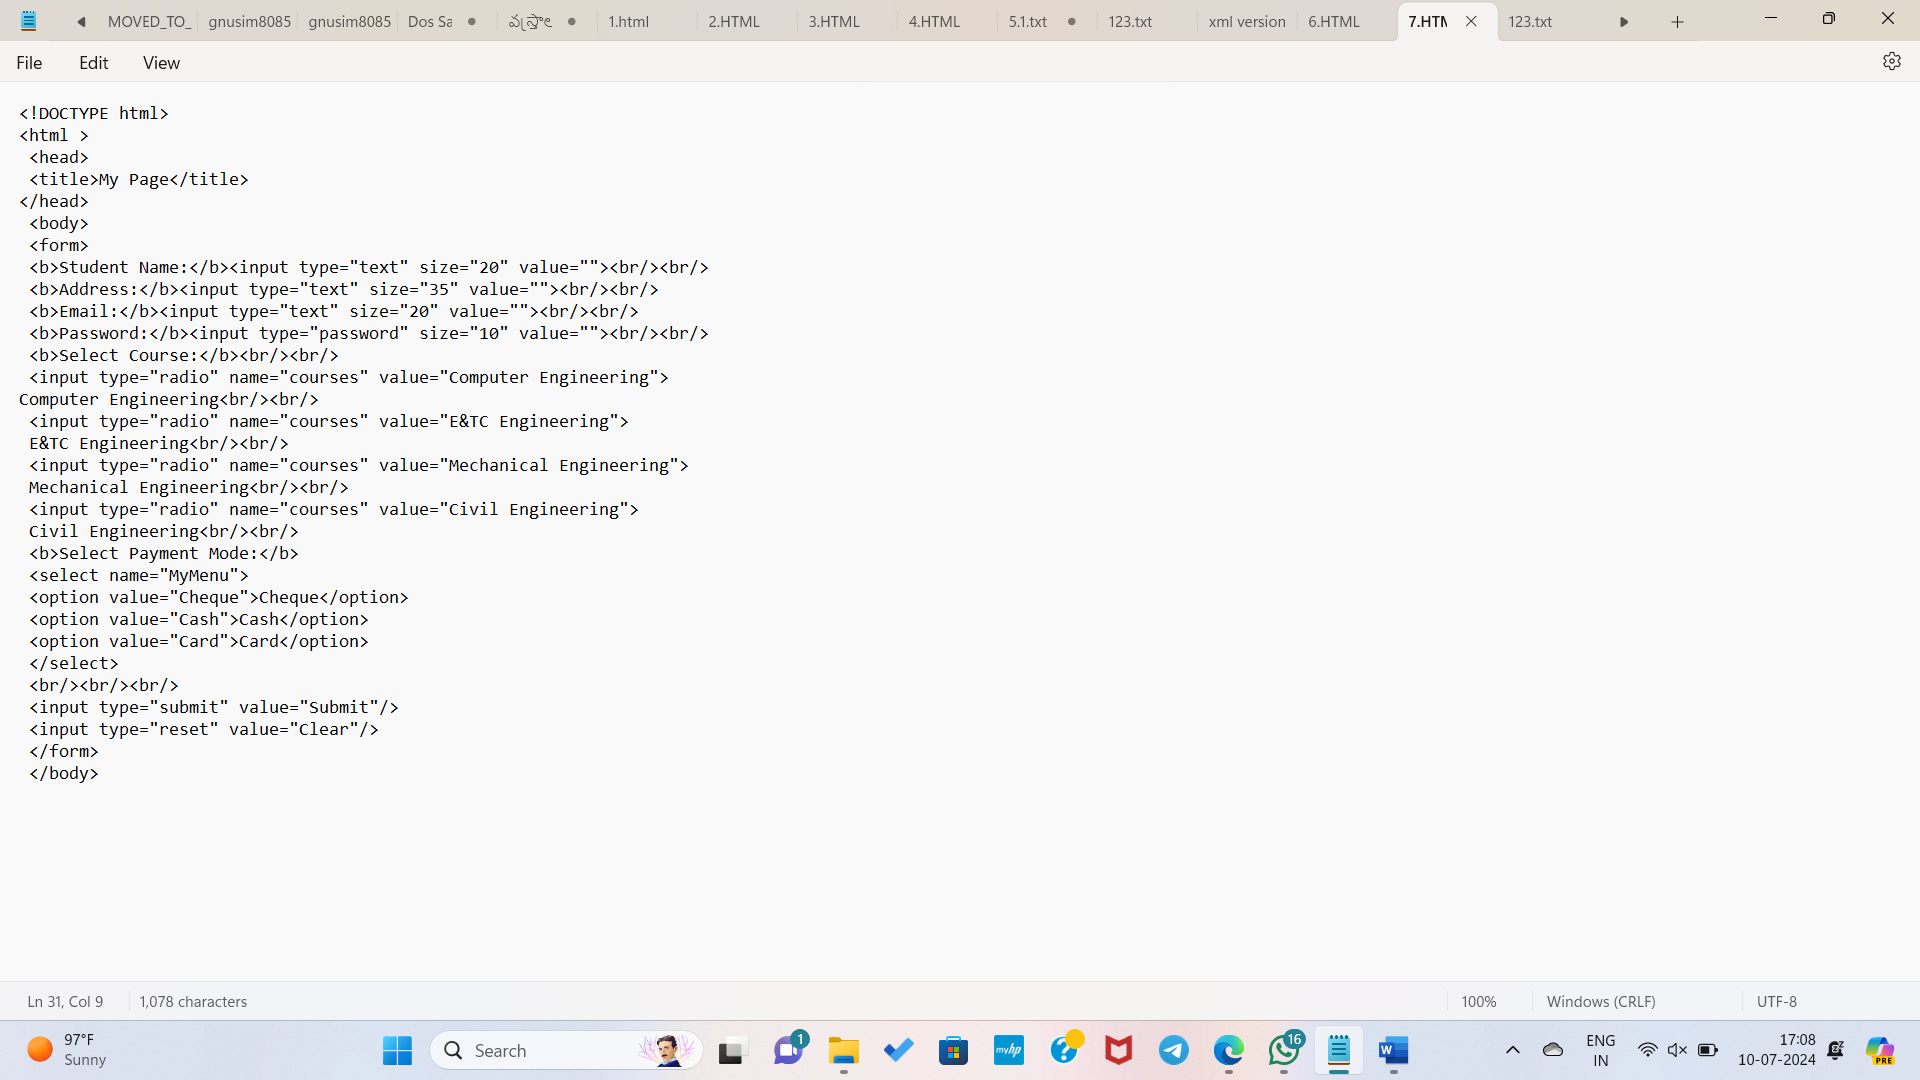 MOVED_TO_ gnusim8085 gnusim8085 Dos Sa వస్త్రాల 1.html 2.HTML 3.HTML 4.HTML 5.1.txt 123.txt xml version 6.HTML 7.HTM 123.txt
File Edit View
<!DOCTYPE html>
<html >
<head>
<title>My Page</title>
</head>
<body>
<form>
<b>Student Name:</b><input type="text" size="20" value=""><br/><br/>
<b>Address:</b><input type="text" size="35" value=""><br/><br/>
<b>Email:</b><input type="text" size="20" value=""><br/><br/>
<b>Password:</b><input type="password" size="10" value=""><br/><br/>
<b>Select Course:</b><br/><br/>
<input type="radio" name="courses" value="Computer Engineering">
Computer Engineering<br/><br/>
<input type="radio" name="courses" value="E&TC Engineering">
E&TC Engineering<br/><br/>
<input type="radio" name="courses" value="Mechanical Engineering">
Mechanical Engineering<br/><br/>
<input type="radio" name="courses" value="Civil Engineering">
Civil Engineering<br/><br/>
<b>Select Payment Mode:</b>
<select name="MyMenu">
<option value="Cheque">Cheque</option>
<option value="Cash">Cash</option>
<option value="Card">Card</option>
</select>
<br/><br/><br/>
<input type="submit" value="Submit"/>
<input type="reset" value="Clear"/>
</form>
</body>
Ln 31, Col 9 1,078 characters 100% Windows (CRLF) UTF-8
97°F
Sunny
Search
1
myhp
16
W
ENG
IN
17:08
10-07-2024
PRE